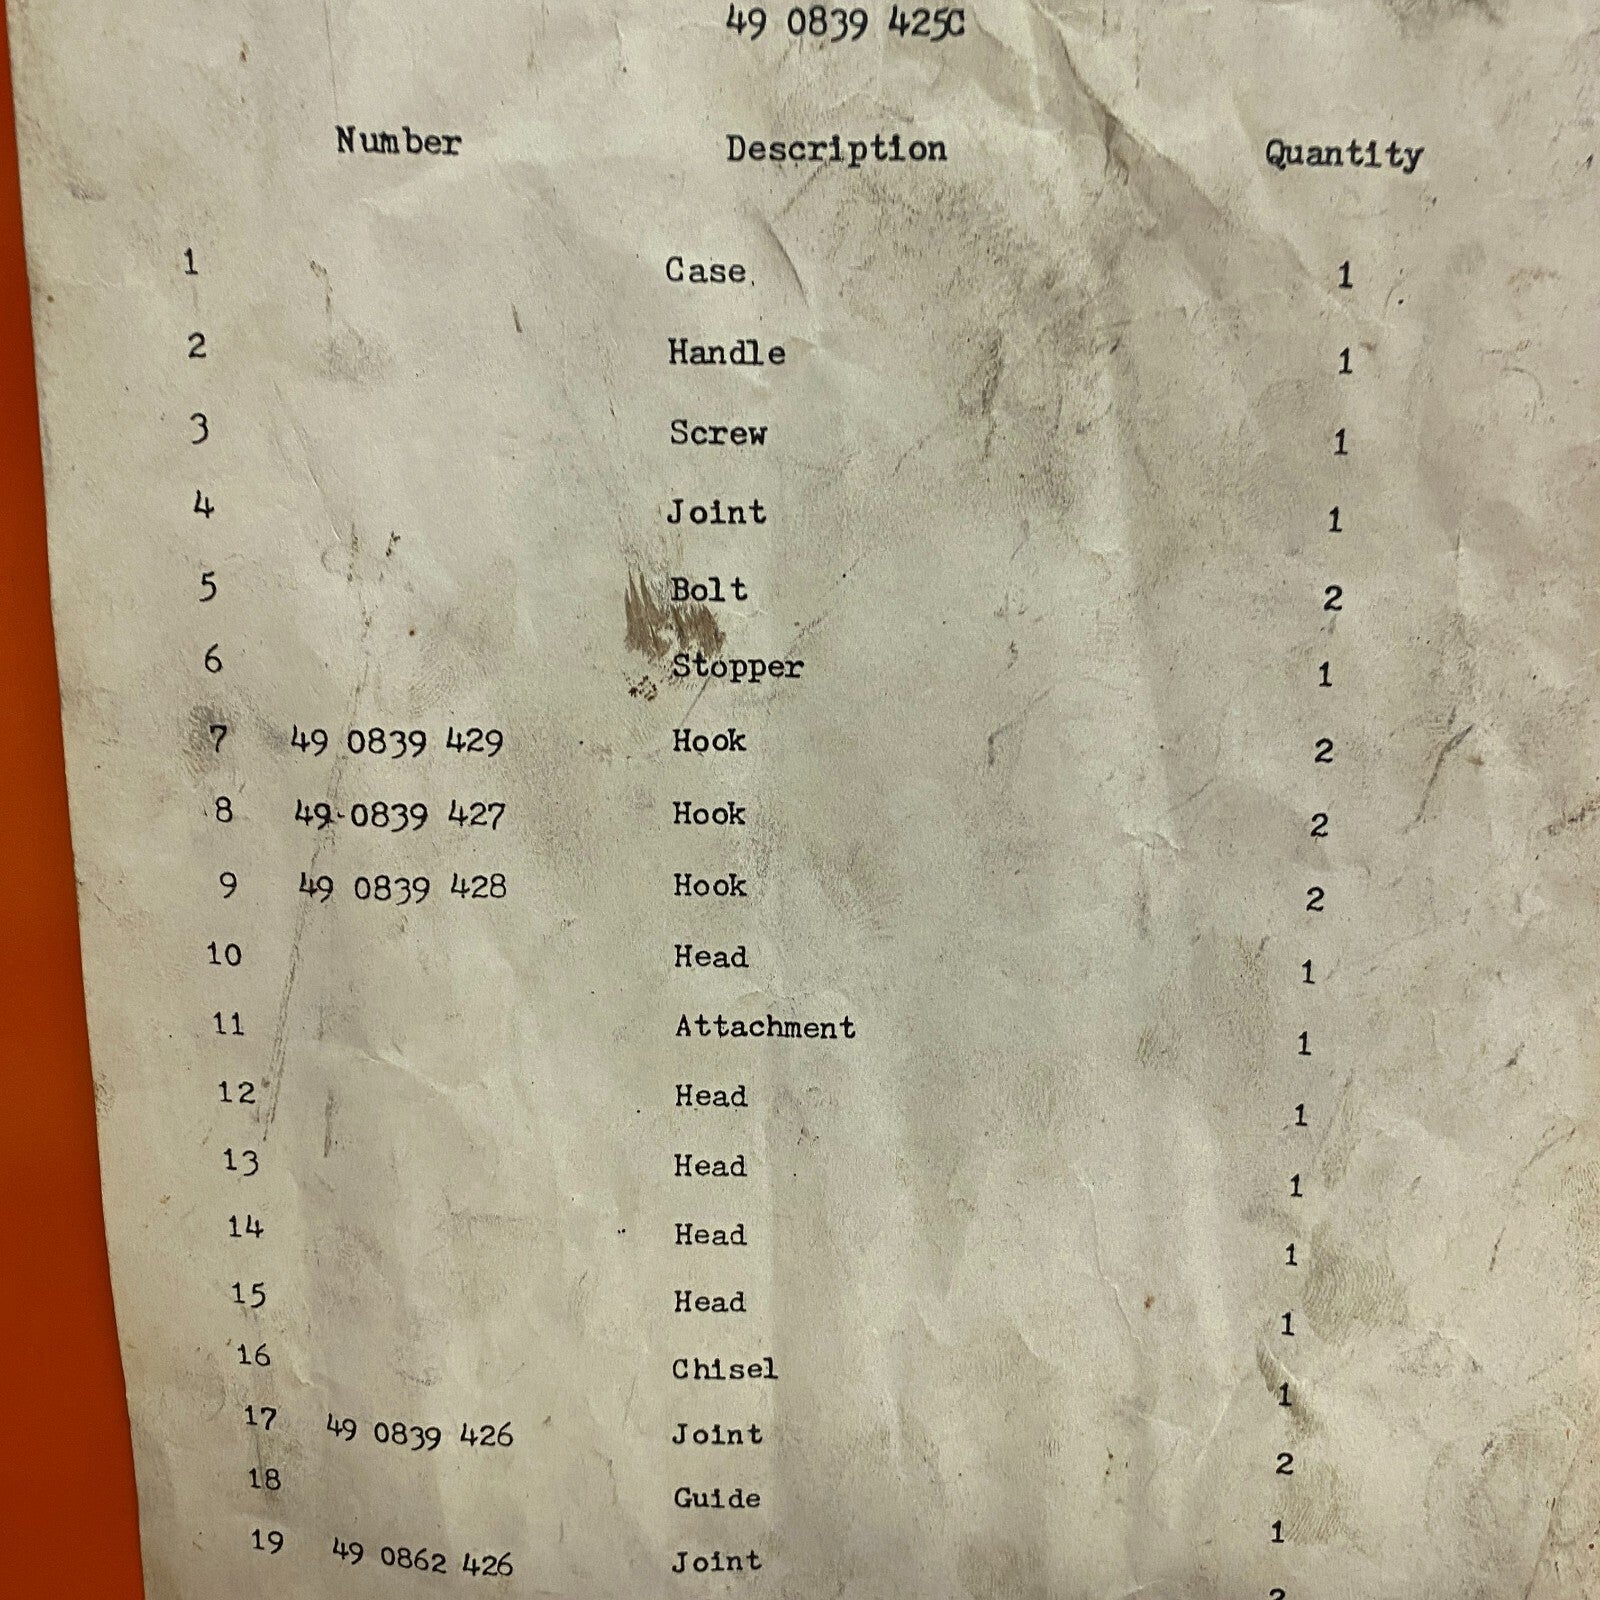 49 0839 425C
Number Description Quantity
1 Case 1
2 Handle 1
3 Screw 1
4 Joint 1
5 Bolt 2
6 Stopper 1
7 49 0839 429 Hook 2
8 49 0839 427 Hook 2
9 49 0839 428 Hook 2
10 Head 1
11 Attachment 1
12 Head 1
13 Head 1
14 Head 1
15 Head 1
16 Chisel 1
17 49 0839 426 Joint 2
18 Guide 1
19 49 0862 426 Joint